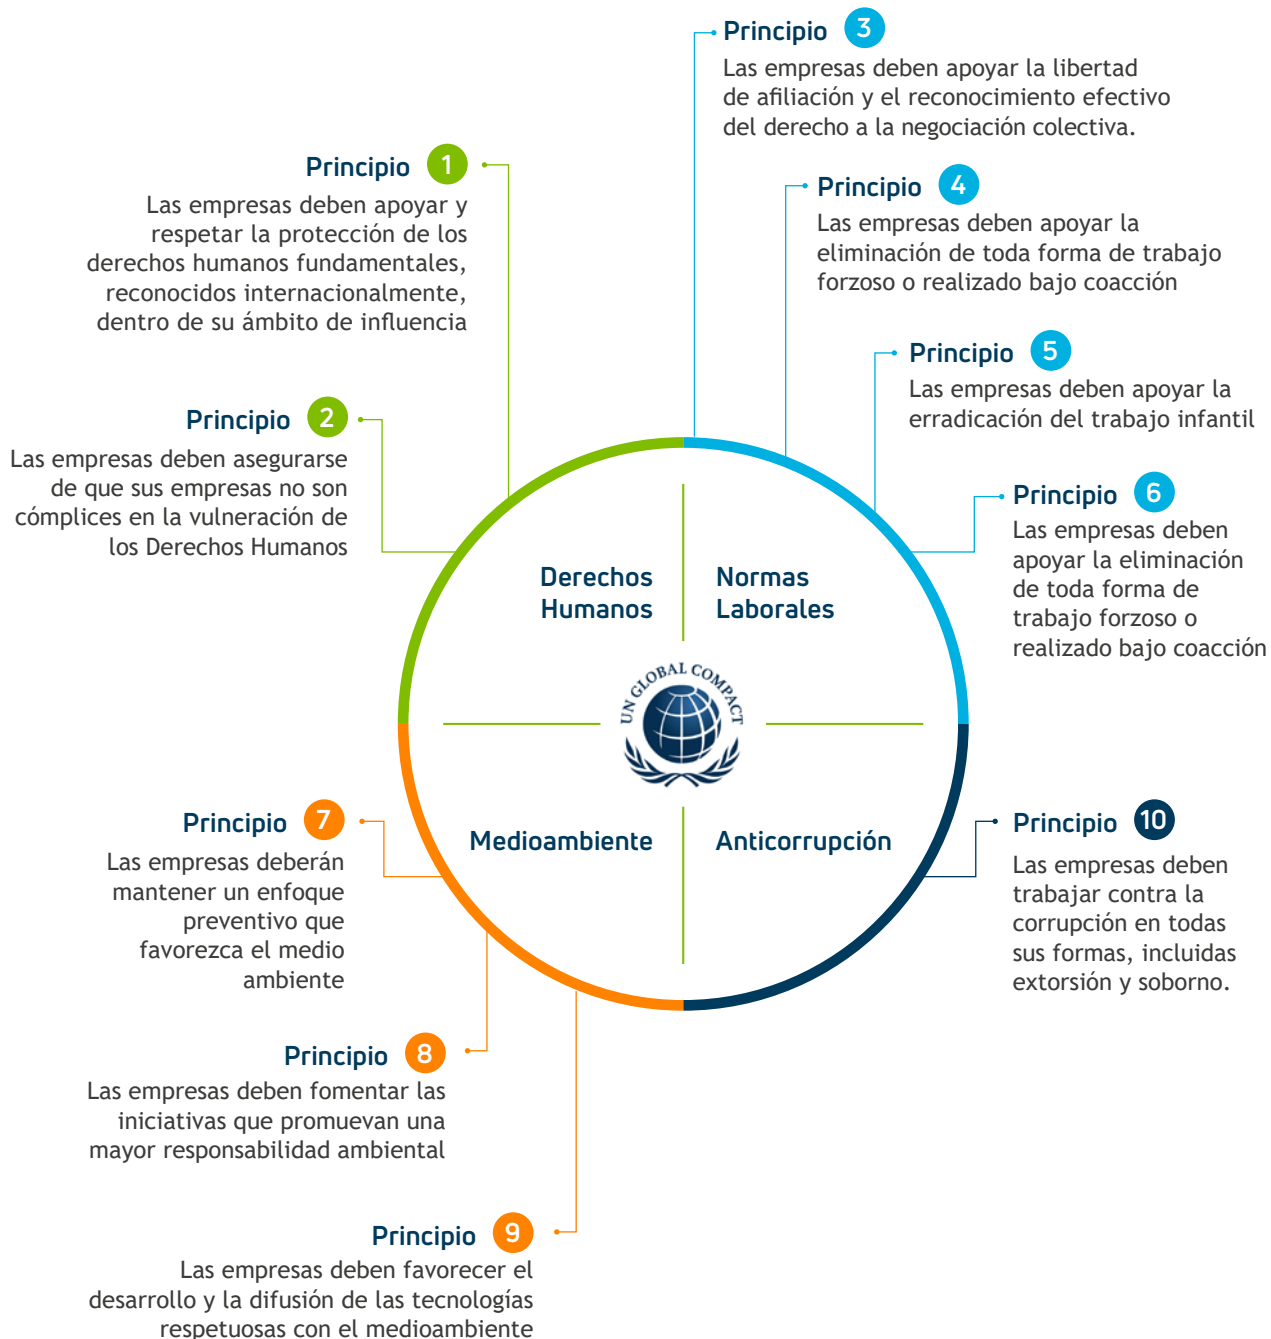 Principio 1
Las empresas deben apoyar y
respetar la protección de los
derechos humanos fundamentales,
reconocidos internacionalmente,
dentro de su ámbito de influencia
Principio 2
Las empresas deben asegurarse
de que sus empresas no son
cómplices en la vulneración de
los Derechos Humanos
Principio 3
Las empresas deben apoyar la libertad
de afiliación y el reconocimiento efectivo
del derecho a la negociación colectiva.
Principio 4
Las empresas deben apoyar la
eliminación de toda forma de trabajo
forzoso o realizado bajo coacción
Principio 5
Las empresas deben apoyar la
erradicación del trabajo infantil
Principio 6
Las empresas deben
apoyar la eliminación
de toda forma de
trabajo forzoso o
realizado bajo coacción
Derechos
Humanos
Normas
Laborales
UN GLOBAL COMPACT
Medioambiente
Anticorrupción
Principio 7
Las empresas deberán
mantener un enfoque
preventivo que
favorezca el medio
ambiente
Principio 8
Las empresas deben fomentar las
iniciativas que promuevan una
mayor responsabilidad ambiental
Principio 9
Las empresas deben favorecer el
desarrollo y la difusión de las tecnologías
respetuosas con el medioambiente
Principio 10
Las empresas deben
trabajar contra la
corrupción en todas
sus formas, incluidas
extorsión y soborno.